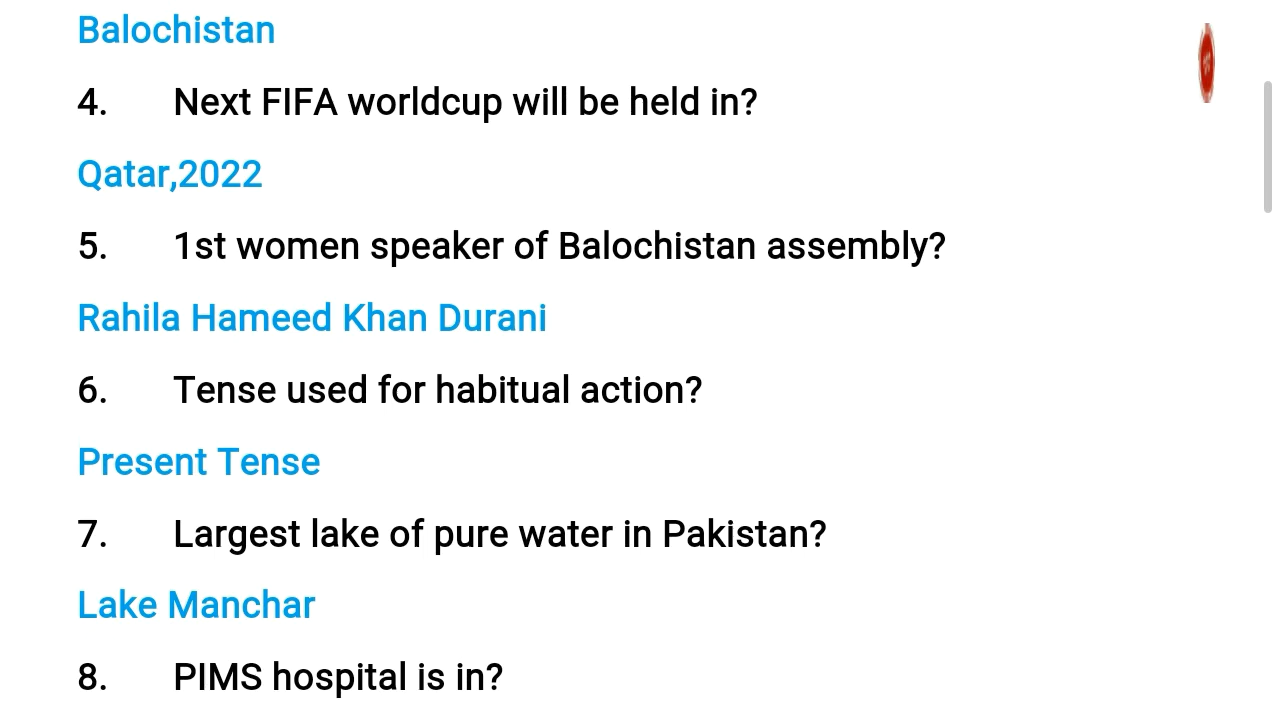 Balochistan
4. Next FIFA worldcup will be held in?
Qatar,2022
5. 1st women speaker of Balochistan assembly?
Rahila Hameed Khan Durani
6. Tense used for habitual action?
Present Tense
7. Largest lake of pure water in Pakistan?
Lake Manchar
8. PIMS hospital is in?